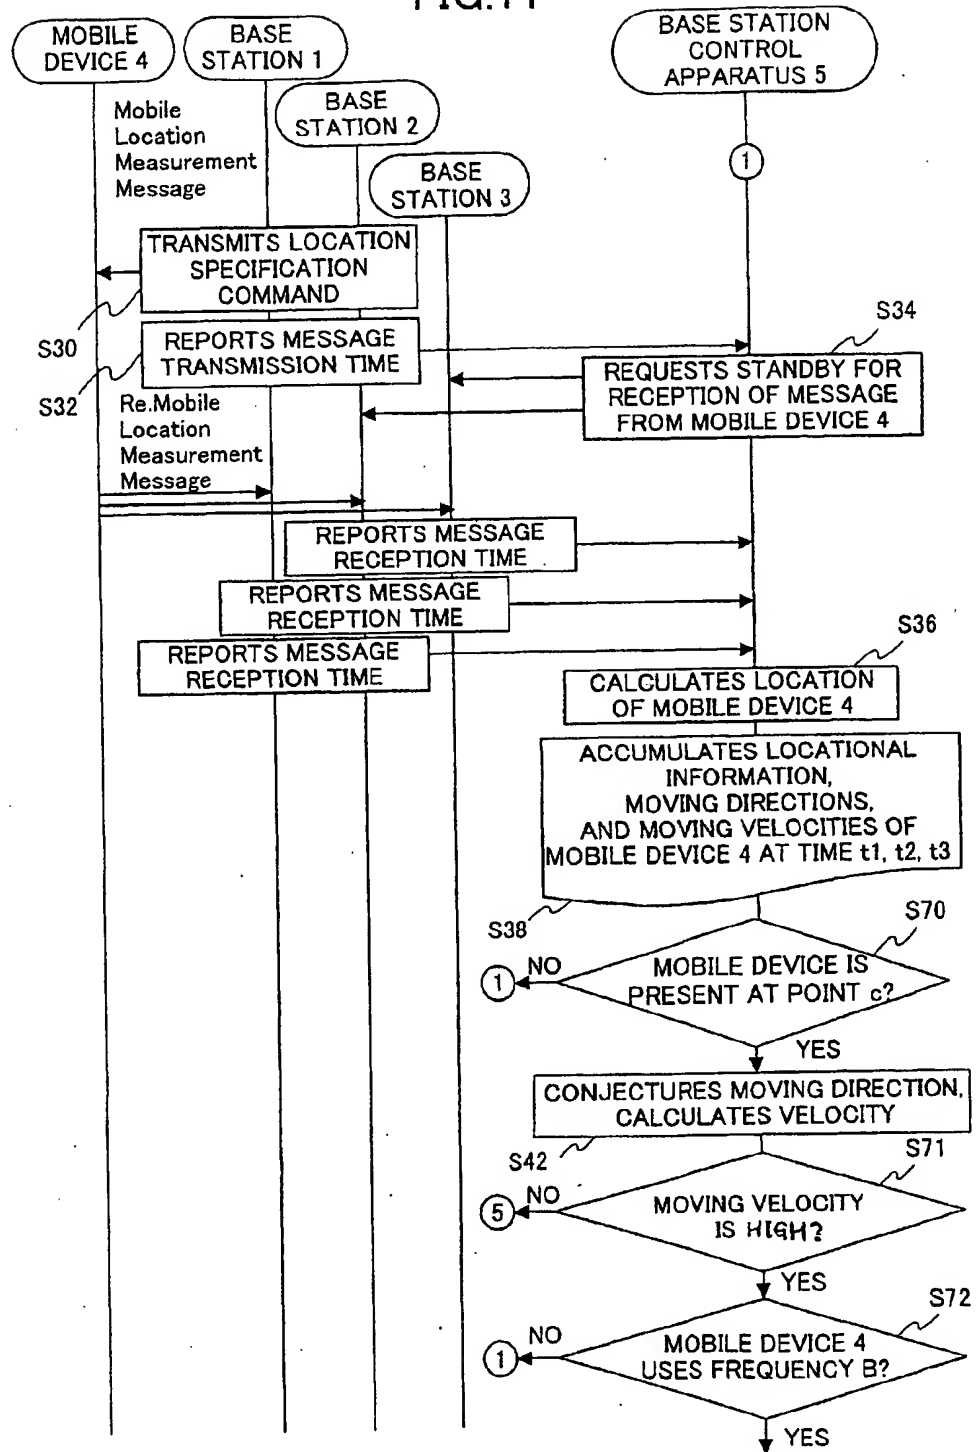 FIG.11
MOBILE
DEVICE 4
BASE
STATION 1
BASE STATION
CONTROL
APPARATUS 5
BASE
STATION 2
BASE
STATION 3
Mobile
Location
Measurement
Message
1
TRANSMITS LOCATION
SPECIFICATION
COMMAND
S30
REPORTS MESSAGE
TRANSMISSION TIME
S32
S34
REQUESTS STANDBY FOR
RECEPTION OF MESSAGE
FROM MOBILE DEVICE 4
Re.Mobile
Location
Measurement
Message
REPORTS MESSAGE
RECEPTION TIME
REPORTS MESSAGE
RECEPTION TIME
REPORTS MESSAGE
RECEPTION TIME
S36
CALCULATES LOCATION
OF MOBILE DEVICE 4
ACCUMULATES LOCATIONAL
INFORMATION,
MOVING DIRECTIONS,
AND MOVING VELOCITIES OF
MOBILE DEVICE 4 AT TIME t1, t2, t3
S38
S70
MOBILE DEVICE IS
PRESENT AT POINT c?
NO
1
YES
CONJECTURES MOVING DIRECTION,
CALCULATES VELOCITY
S42
S71
MOVING VELOCITY
IS HIGH?
NO
5
YES
S72
MOBILE DEVICE 4
USES FREQUENCY B?
NO
1
YES